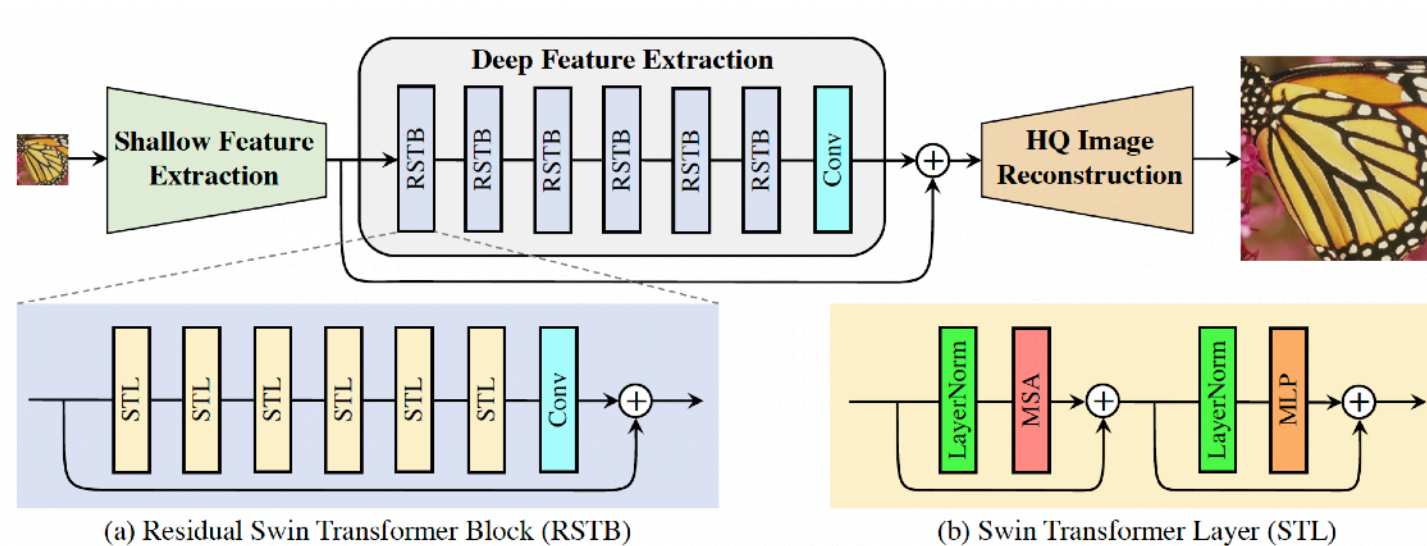 Deep Feature Extraction
Shallow Feature
Extraction
RSTB
RSTB
RSTB
RSTB
RSTB
RSTB
Conv
+
HQ Image
Reconstruction
STL
STL
STL
STL
STL
STL
Conv
+
(a) Residual Swin Transformer Block (RSTB)
LayerNorm
MSA
+
LayerNorm
MLP
+
(b) Swin Transformer Layer (STL)